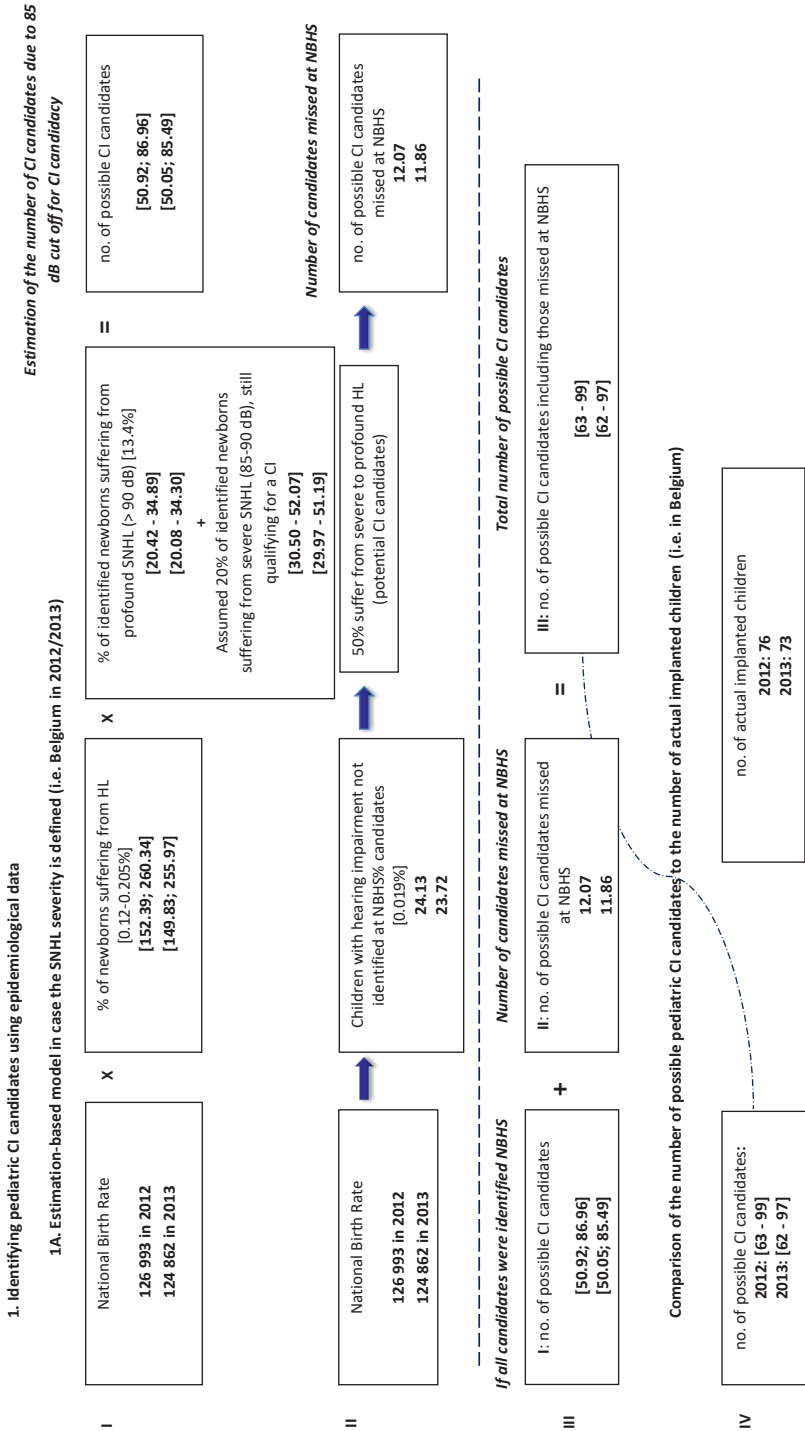 1. Identifying pediatric CI candidates using epidemiological data
1A. Estimation-based model in case the SNHL severity is defined (i.e. Belgium in 2012/2013)
Estimation of the number of CI candidates due to 85
dB cut off for CI candidacy
I
National Birth Rate
126 993 in 2012
124 862 in 2013
x
% of newborns suffering from HL
[0.12-0.205%]
[152.39; 260.34]
[149.83; 255.97]
x
% of identified newborns suffering from
profound SNHL (> 90 dB) [13.4%]
[20.42 - 34.89]
[20.08 - 34.30]
+
Assumed 20% of identified newborns
suffering from severe SNHL (85-90 dB), still
qualifying for a CI
[30.50 - 52.07]
[29.97 - 51.19]
=
no. of possible CI candidates
[50.92; 86.96]
[50.05; 85.49]
Number of candidates missed at NBHS
II
National Birth Rate
126 993 in 2012
124 862 in 2013
Children with hearing impairment not
identified at NBHS% candidates
[0.019%]
24.13
23.72
50% suffer from severe to profound HL
(potential CI candidates)
no. of possible CI candidates
missed at NBHS
12.07
11.86
If all candidates were identified NBHS
Number of candidates missed at NBHS
Total number of possible CI candidates
III
I: no. of possible CI candidates
[50.92; 86.96]
[50.05; 85.49]
+
II: no. of possible CI candidates missed
at NBHS
12.07
11.86
=
III: no. of possible CI candidates including those missed at NBHS
[63 - 99]
[62 - 97]
Comparison of the number of possible pediatric CI candidates to the number of actual implanted children (i.e. in Belgium)
IV
no. of possible CI candidates:
2012: [63 - 99]
2013: [62 - 97]
no. of actual implanted children
2012: 76
2013: 73